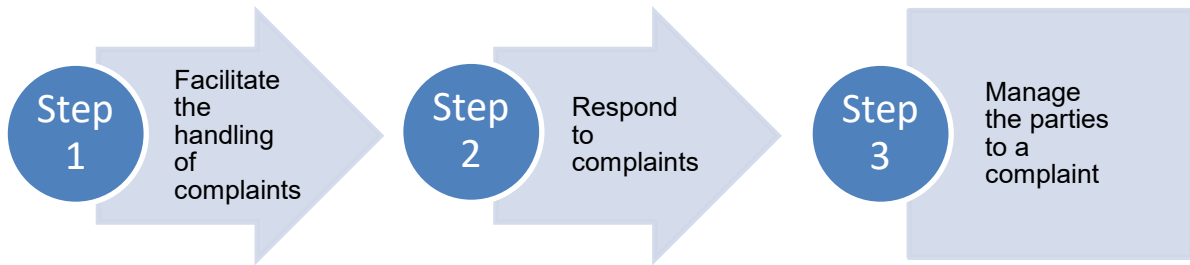 Step
1
Facilitate
the
handling
of
complaints
Step
2
Respond
to
complaints
Step
3
Manage
the parties
to a
complaint